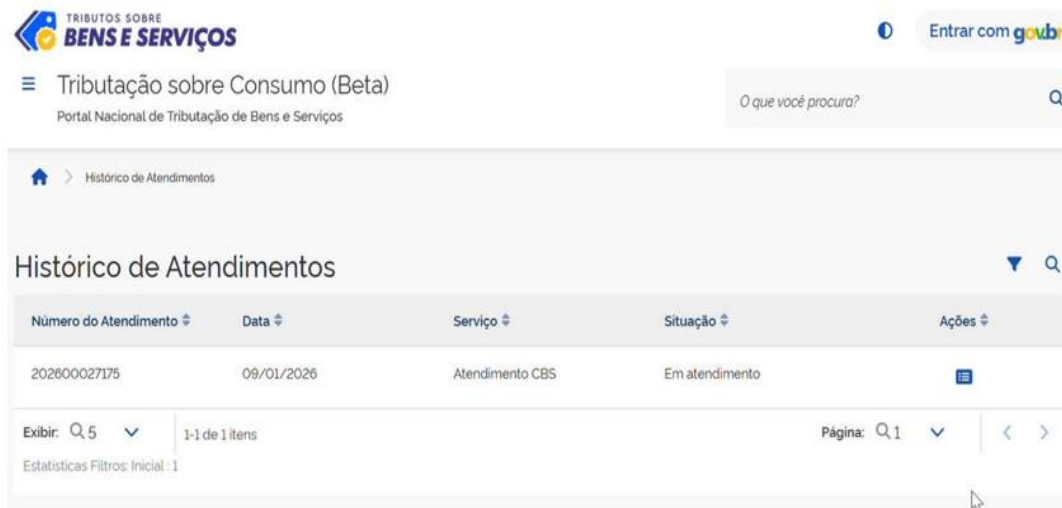 TRIBUTOS SOBRE
BENS E SERVIÇOS
Entrar com gov.br
Tributação sobre Consumo (Beta)
Portal Nacional de Tributação de Bens e Serviços
O que você procura?
Histórico de Atendimentos
Histórico de Atendimentos
Número do Atendimento Data Serviço Situação Ações
202600027175 09/01/2026 Atendimento CBS Em atendimento
Exibir: 5 1-1 de 1 itens Página: 1
Estatísticas Filtros: Inicial : 1